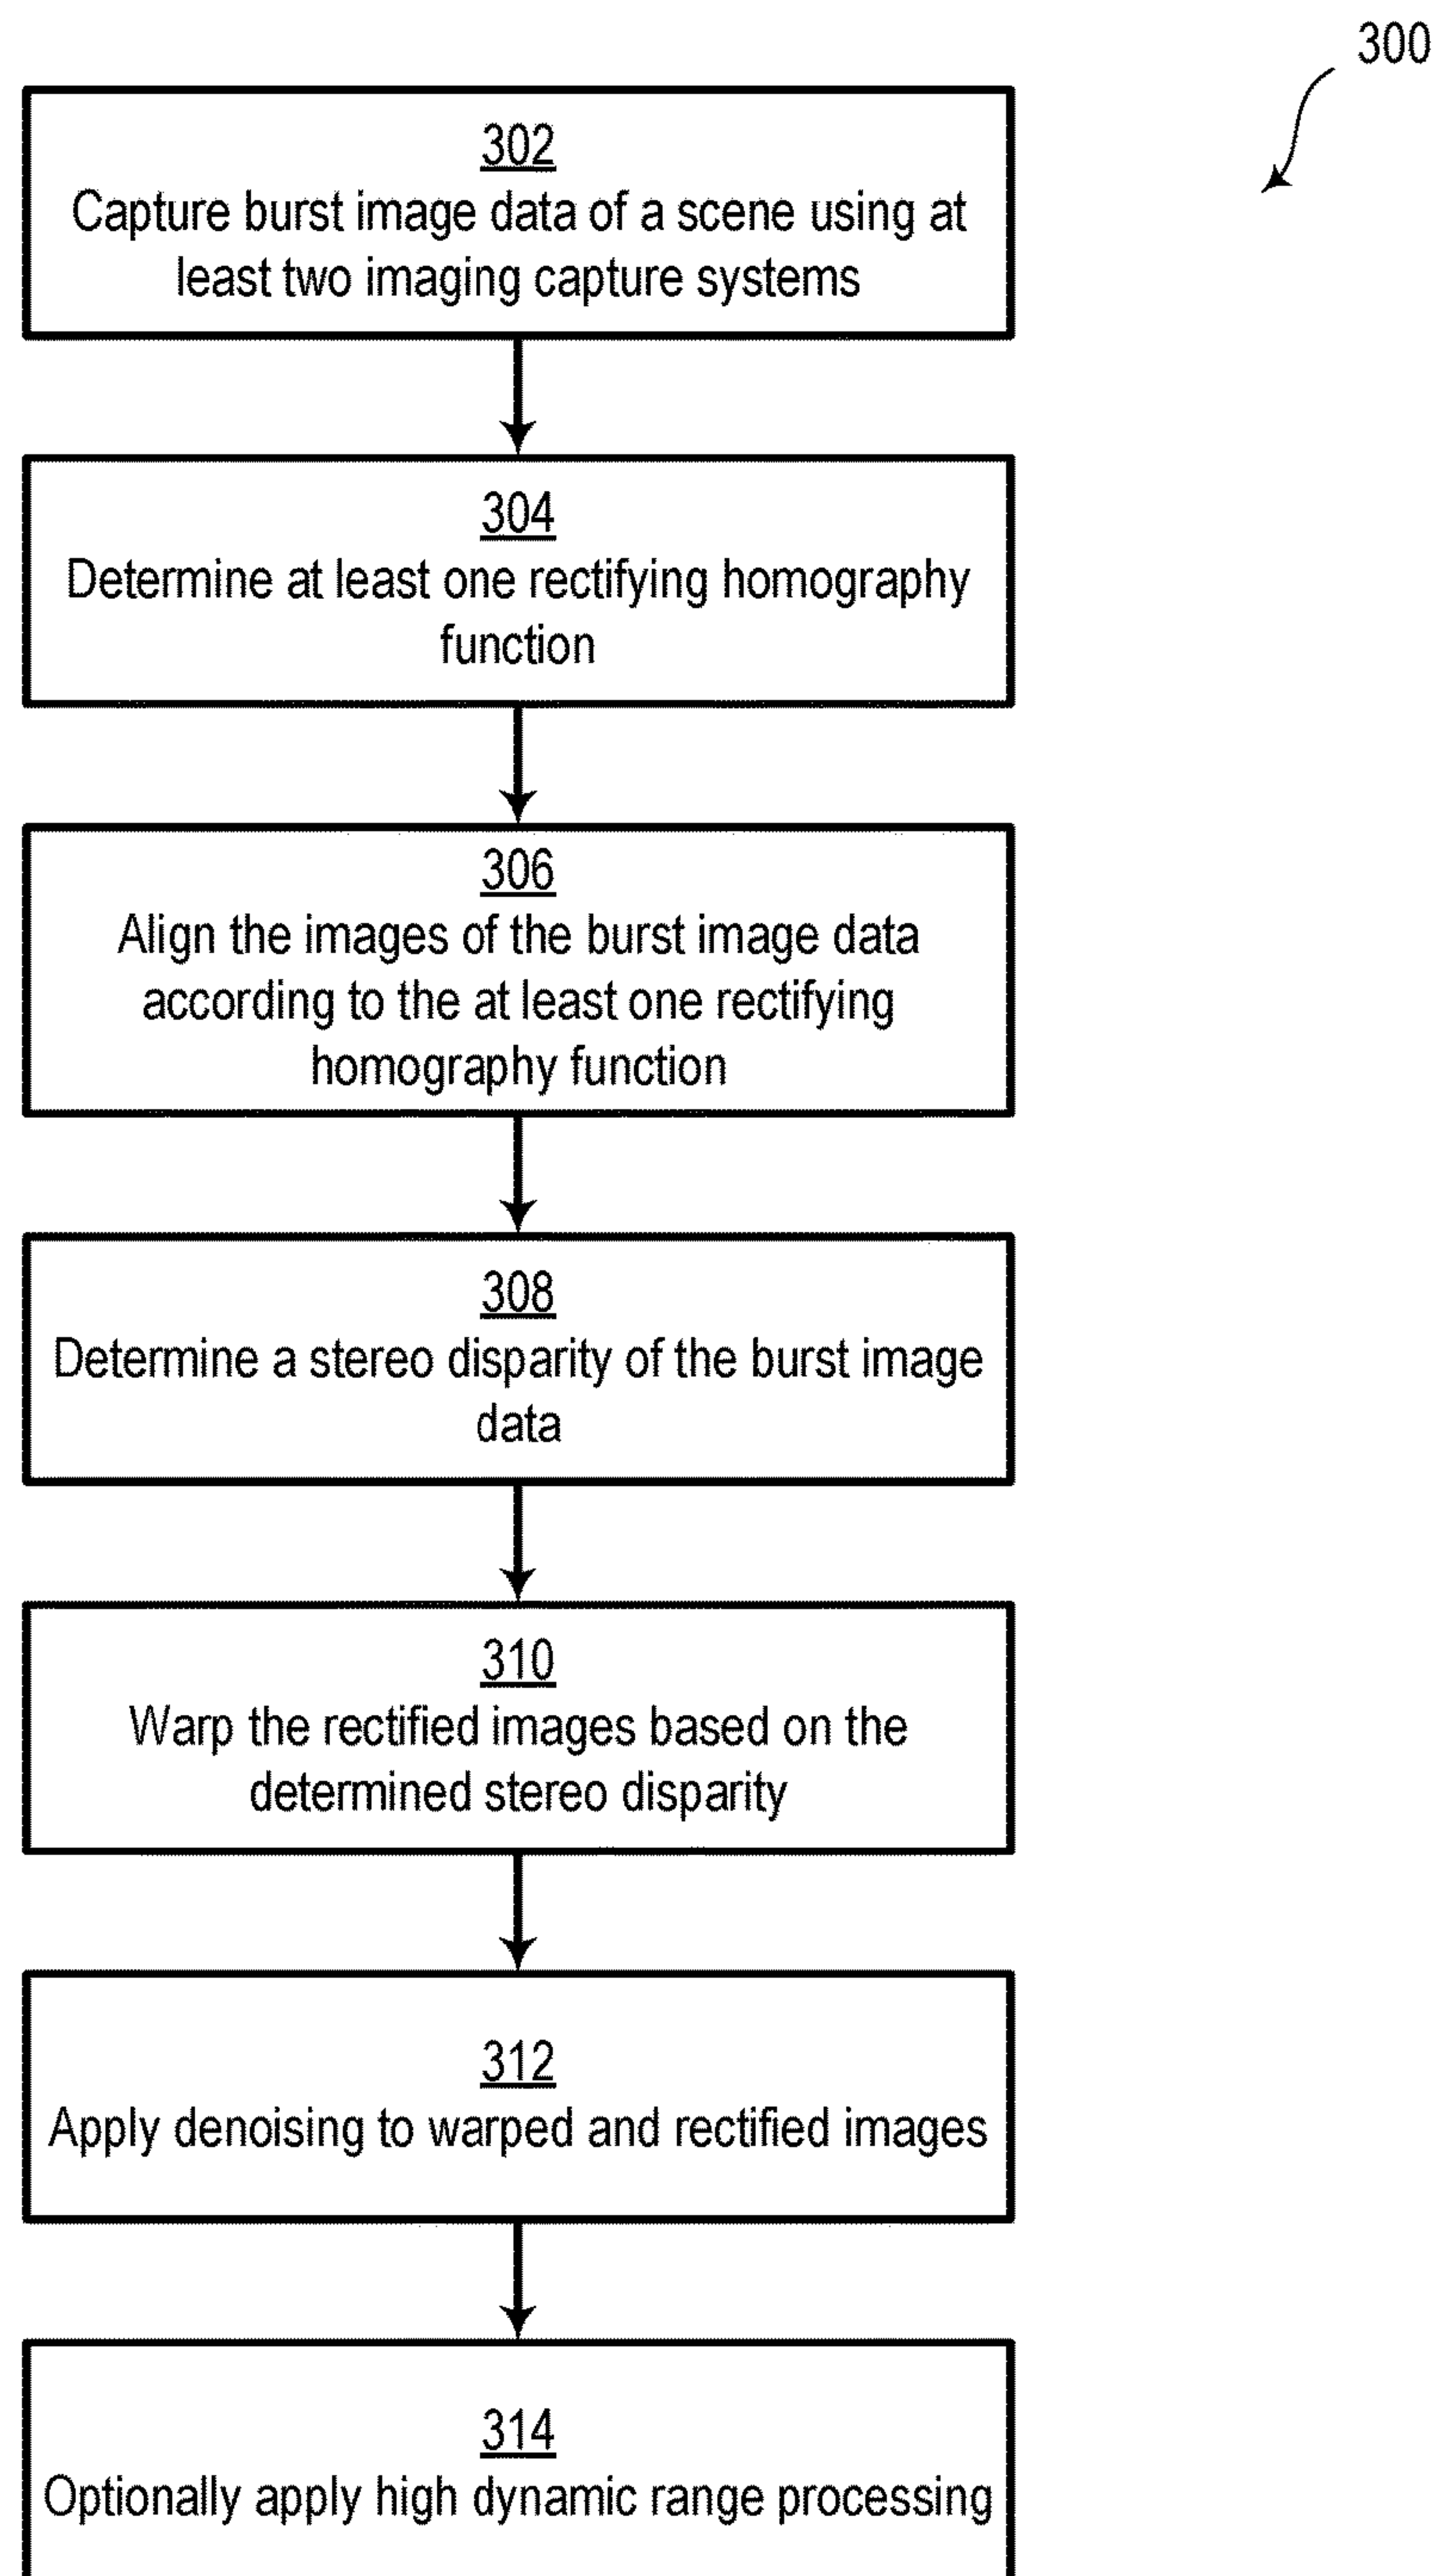 300
302
Capture burst image data of a scene using at
least two imaging capture systems
304
Determine at least one rectifying homography
function
306
Align the images of the burst image data
according to the at least one rectifying
homography function
308
Determine a stereo disparity of the burst image
data
310
Warp the rectified images based on the
determined stereo disparity
312
Apply denoising to warped and rectified images
314
Optionally apply high dynamic range processing